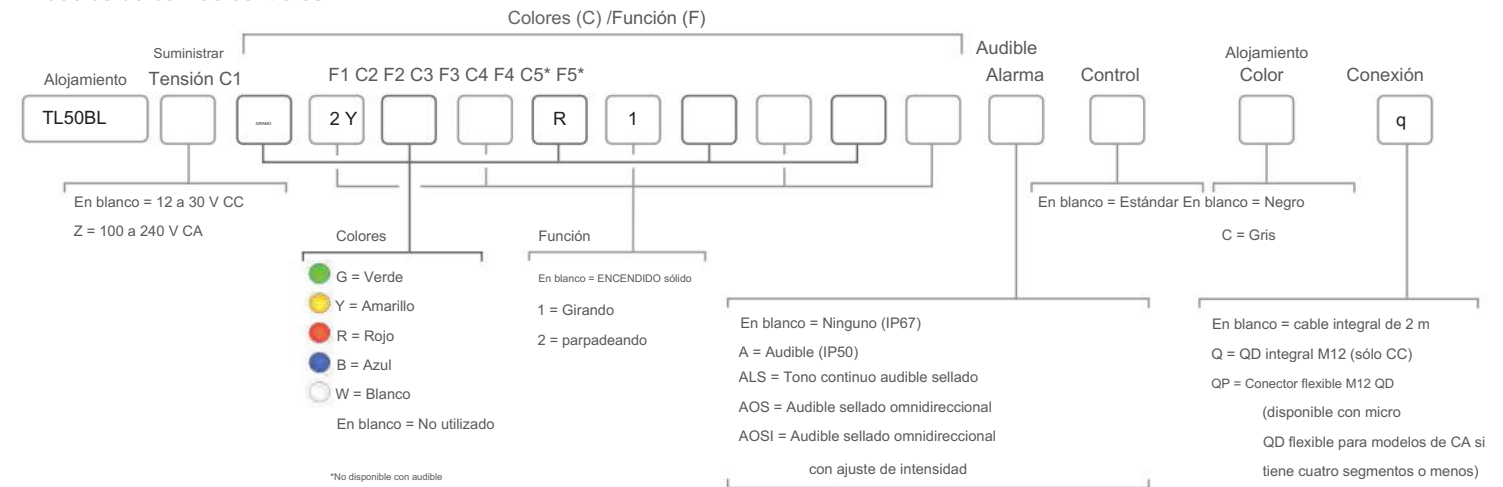 Colores (C) /Función (F)
Suministrar
Audible
Alojamiento
Alojamiento
Tensión C1
F1 C2 F2 C3 F3 C4 F4 C5* F5*
Alarma
Control
Color
Conexión
TL50BL
GRAMO
2 Y
R
1
q
En blanco = 12 a 30 V CC
Z = 100 a 240 V CA
En blanco = Estándar En blanco = Negro
C = Gris
Colores
G = Verde
Y = Amarillo
R = Rojo
B = Azul
W = Blanco
En blanco = No utilizado
*No disponible con audible
Función
En blanco = ENCENDIDO sólido
1 = Girando
2 = parpadeando
En blanco = Ninguno (IP67)
A = Audible (IP50)
ALS = Tono continuo audible sellado
AOS = Audible sellado omnidireccional
AOSI = Audible sellado omnidireccional
con ajuste de intensidad
En blanco = cable integral de 2 m
Q = QD integral M12 (sólo CC)
QP = Conector flexible M12 QD
(disponible con micro
QD flexible para modelos de CA si
tiene cuatro segmentos o menos)